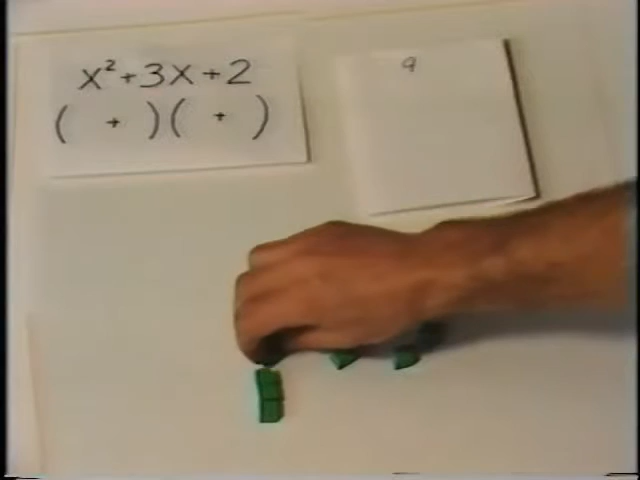 x²+3x+2
( + )( + )
9